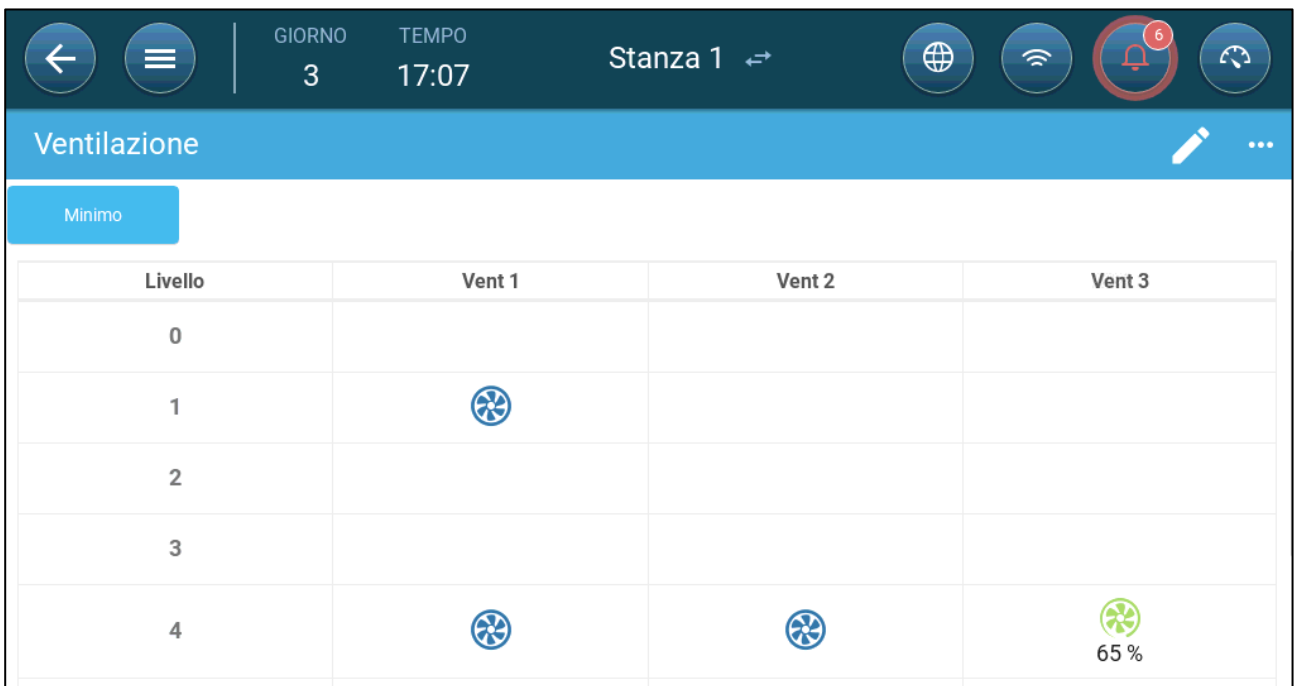 GIORNO TEMPO
3 17:07 Stanza 1 6
Ventilazione
Minimo
Livello Vent 1 Vent 2 Vent 3
0
1
2
3
4
65 %